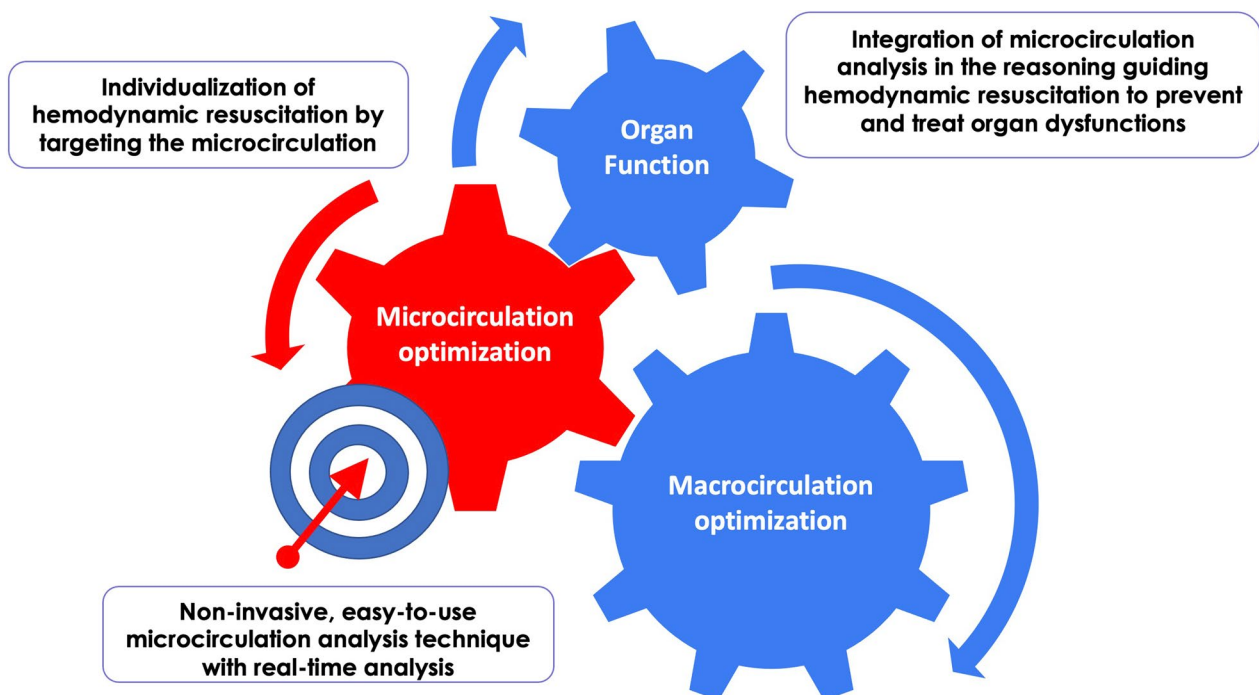 Individualization of
hemodynamic resuscitation by
targeting the microcirculation
Integration of microcirculation
analysis in the reasoning guiding
hemodynamic resuscitation to prevent
and treat organ dysfunctions
Organ
Function
Microcirculation
optimization
Macrocirculation
optimization
Non-invasive, easy-to-use
microcirculation analysis technique
with real-time analysis